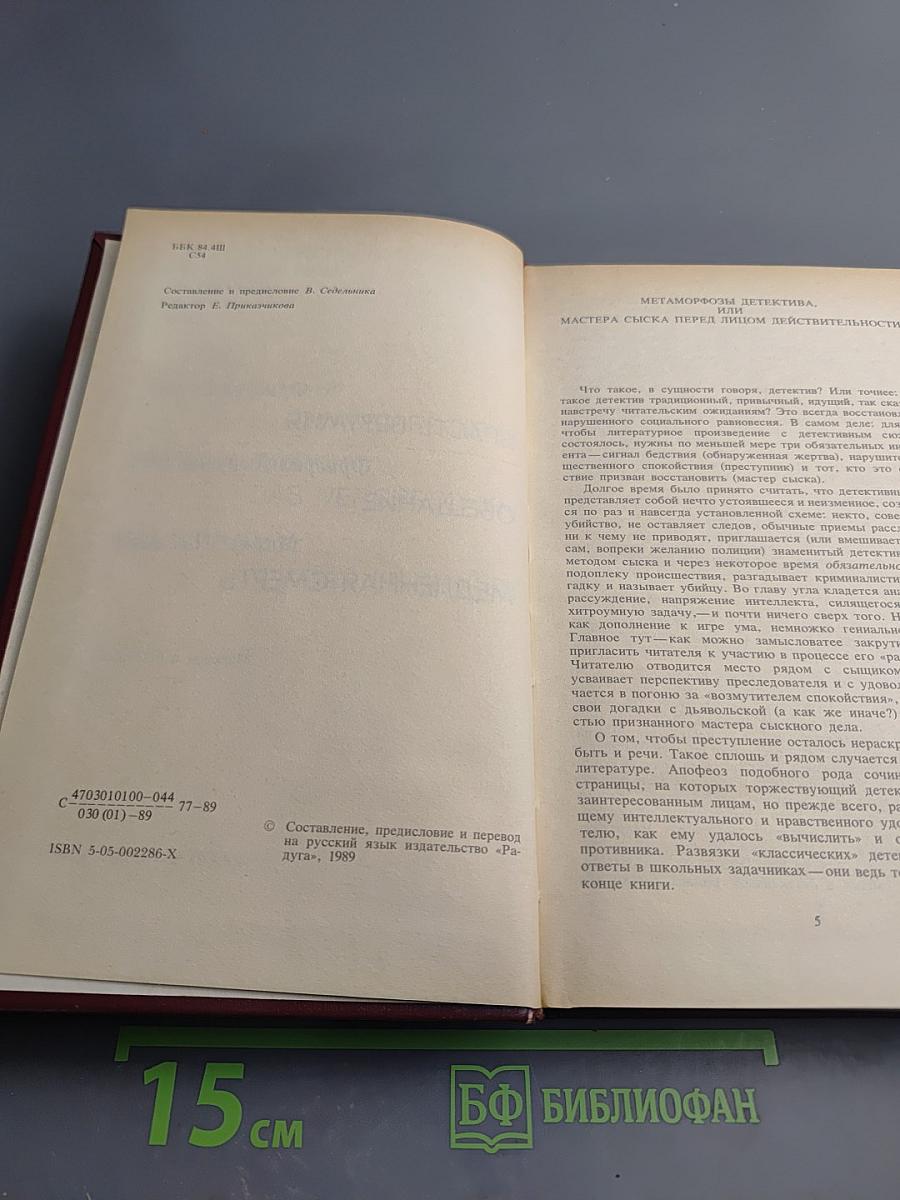 ББК 84.4Ш
С54
Составление и предисловие В. Седельника
Редактор Е. Приказчикова
С 4703010100–044 77–89
030 (01)–89
ISBN 5-05-002286-X
© Составление, предисловие и перевод
на русский язык издательство «Ра-
дуга», 1989
МЕТАМОРФОЗЫ ДЕТЕКТИВА,
ИЛИ
МАСТЕРА СЫСКА ПЕРЕД ЛИЦОМ ДЕЙСТВИТЕЛЬНОСТИ
Что такое, в сущности говоря, детектив? Или точнее:
такое детектив традиционный, привычный, идущий, так ска
навстречу читательским ожиданиям? Это всегда восстановл
нарушенного социального равновесия. В самом деле: для
чтобы литературное произведение с детективным сюж
состоялось, нужны по меньшей мере три обязательных ин
ента—сигнал бедствия (обнаруженная жертва), нарушите
щественного спокойствия (преступник) и тот, кто это с
ствие призван восстановить (мастер сыска).
Долгое время было принято считать, что детективны
представляет собой нечто устоявшееся и неизменное, соз
ся по раз и навсегда установленной схеме: некто, сове
убийство, не оставляет следов, обычные приемы рассл
ни к чему не приводят, приглашается (или вмешивает
сам, вопреки желанию полиции) знаменитый детектив
методом сыска и через некоторое время обязательно
подоплеку происшествия, разгадывает криминалисти
гадку и называет убийцу. Во главу угла кладется ана
рассуждение, напряжение интеллекта, силящегося
хитроумную задачу,—и почти ничего сверх того. Н
как дополнение к игре ума, немножко гениально
Главное тут—как можно замысловатее закрути
пригласить читателя к участию в процессе его «ра
Читателю отводится место рядом с сыщиком
усваивает перспективу преследователя и с удовол
чается в погоню за «возмутителем спокойствия»,
свои догадки с дьявольской (а как же иначе?)
стью признанного мастера сыскного дела.
О том, чтобы преступление осталось нераскр
быть и речи. Такое сплошь и рядом случается
литературе. Апофеоз подобного рода сочин
страницы, на которых торжествующий детек
заинтересованным лицам, но прежде всего, ра
щему интеллектуального и нравственного удо
телю, как ему удалось «вычислить» и о
противника. Развязки «классических» дете
ответы в школьных задачниках—они ведь т
конце книги.
5
15 см
БФ БИБЛИОФАН